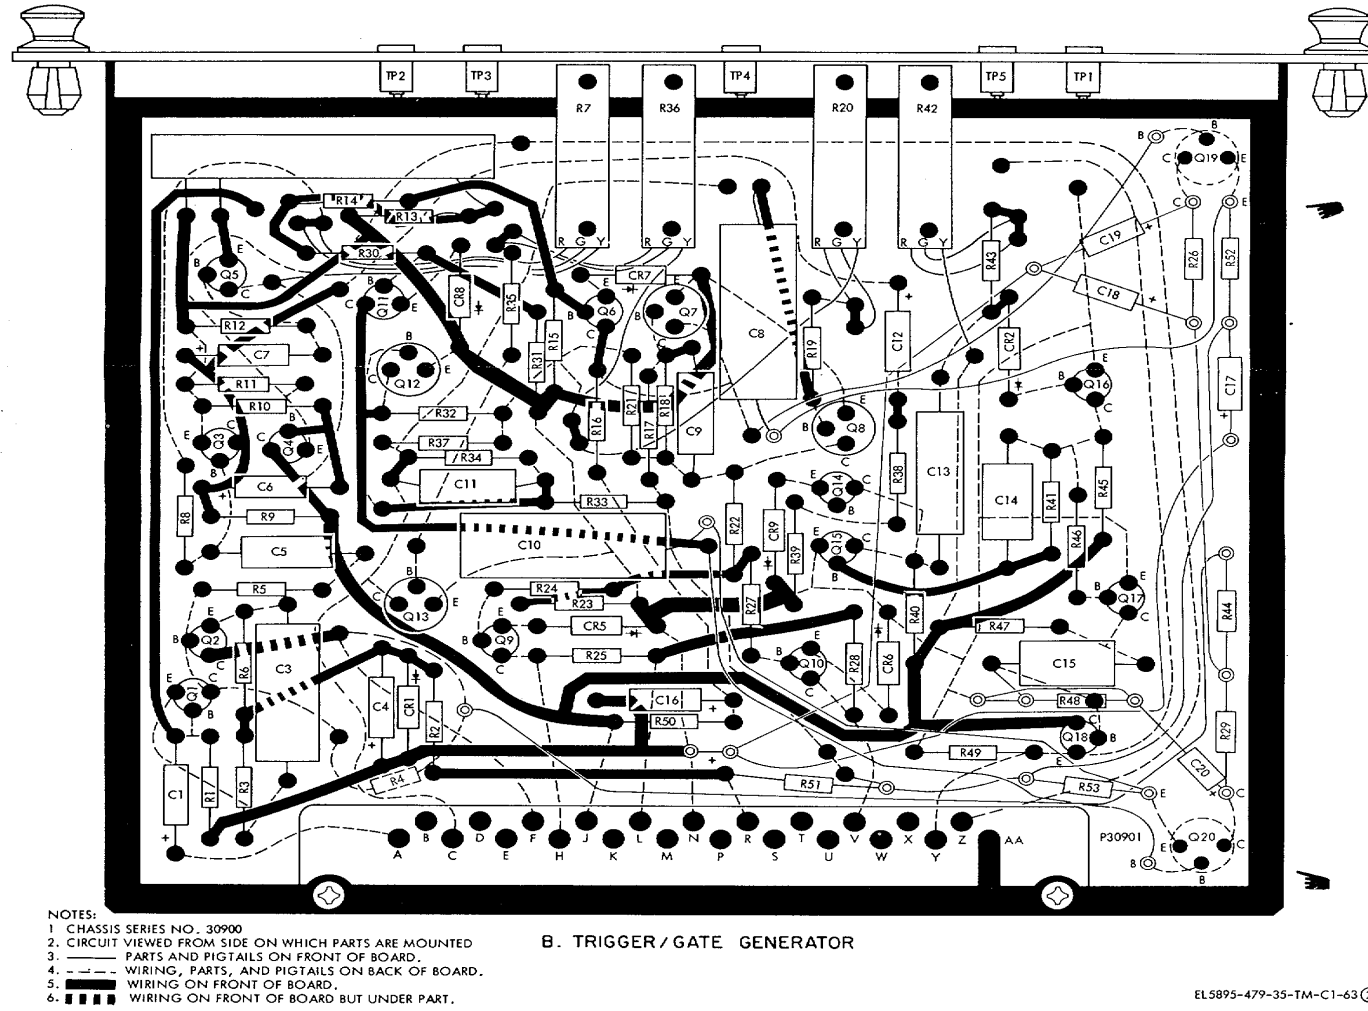 TP2 TP3 TP4 TP5 TP1
R7 R36 R20 R42
B
B C Q19 E
R14
R13
C E
R G Y R G Y R G Y R G Y
C19 +
R26 R52
R30
E
B Q5 C
B
C Q11 E
CR8 R35
CR7
E
B Q6 C
E
B Q7 C
C8
R43
C18 +
R12
+ C7
R31 R15
R19
+ C12
CR2
B
C Q12 E
R11
R10
R32
R37
R34
C11
R16 R21 R17 R18 C9
E
B Q8 C
E
B Q16 C
C17 +
E Q3 C B
B
C Q4 E
C6 +
R38 C13
C14 R41 R45
E
B Q14 C B
R8
R9
R33
C10
R22 CR9 R39
R46
C5
E Q15 C B
R5
B
C Q13 E
R24
R23
R27
R40
E
B Q17 C
R44
E
B Q2 C
R6 C3
E
B Q9 C
CR5
R25
R47
E
B Q10 C
R28 CR6
C15
E Q1 C B
C4 CR1 R2 +
C16 +
R50
+
R48
C
Q18 B
E
R29
R49
C1 + R1 R3
R4
R51
R53 E
C20 + C
B D F J L N R T V X Z
A C E H K M P S U W Y AA
P30901
E Q20 C
B B
NOTES:
1 CHASSIS SERIES NO. 30900
2. CIRCUIT VIEWED FROM SIDE ON WHICH PARTS ARE MOUNTED
3. PARTS AND PIGTAILS ON FRONT OF BOARD.
4. WIRING, PARTS, AND PIGTAILS ON BACK OF BOARD.
5. WIRING ON FRONT OF BOARD.
6. WIRING ON FRONT OF BOARD BUT UNDER PART.
B. TRIGGER/GATE GENERATOR
EL5895-479-35-TM-C1-63